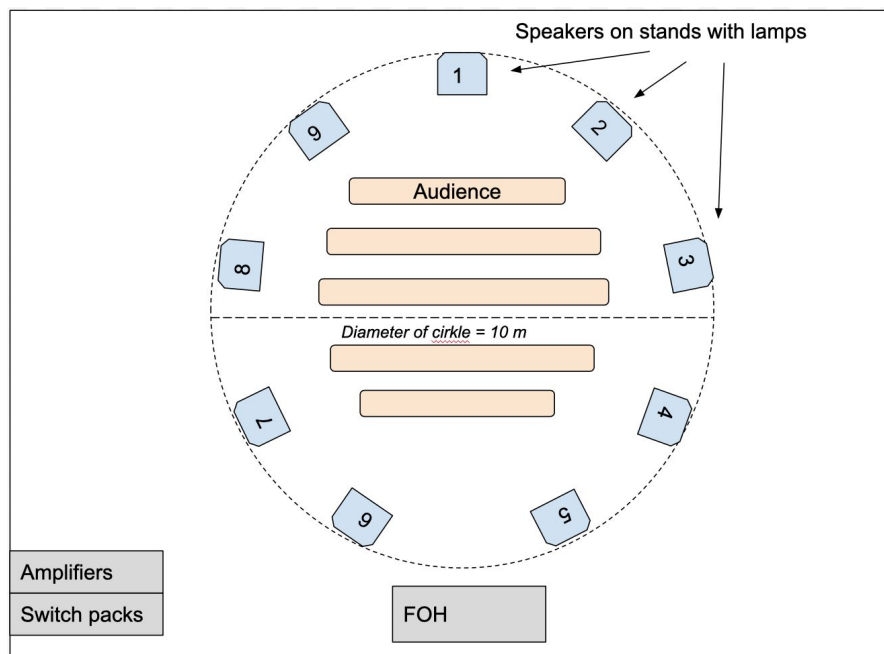 Speakers on stands with lamps
1
9
2
Audience
8
3
Diameter of cirkle = 10 m
7
4
6
5
Amplifiers
Switch packs
FOH